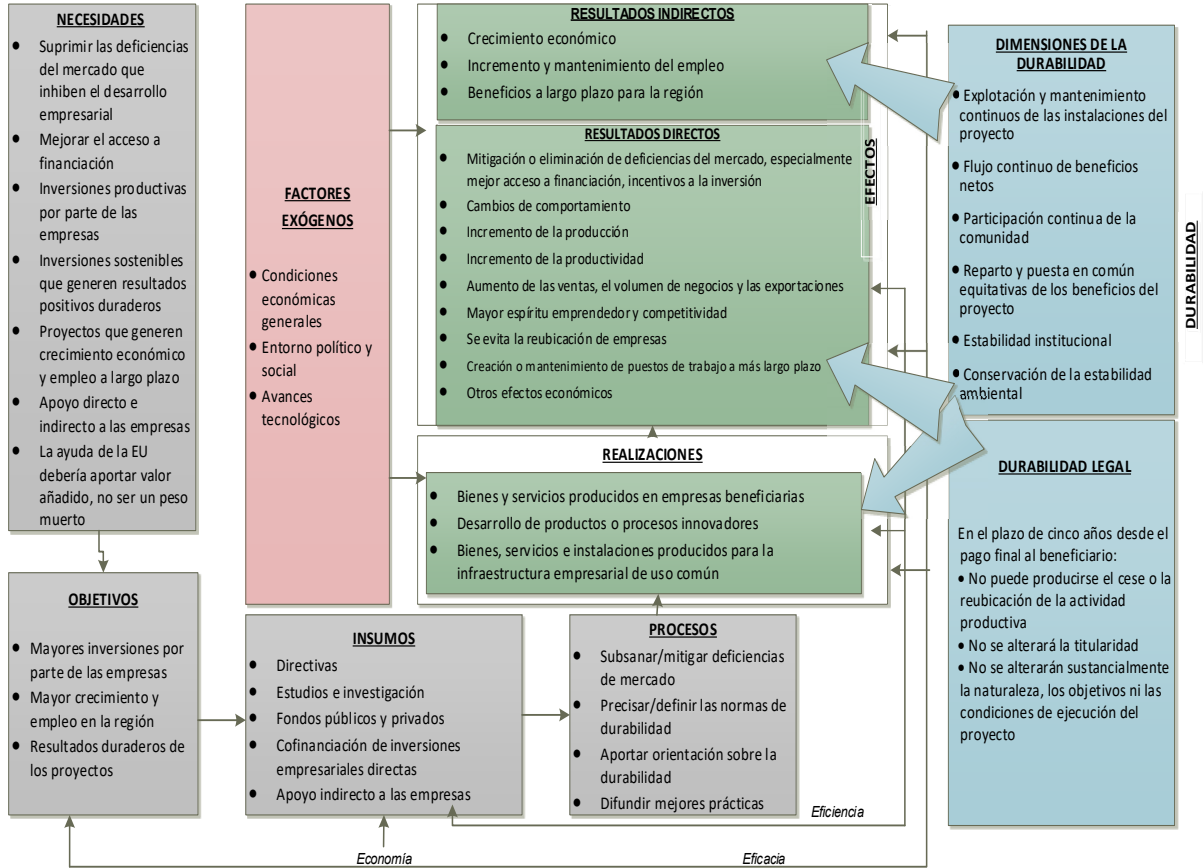 NECESIDADES
• Suprimir las deficiencias
del mercado que
inhiben el desarrollo
empresarial
• Mejorar el acceso a
financiación
• Inversiones productivas
por parte de las
empresas
• Inversiones sostenibles
que generen resultados
positivos duraderos
• Proyectos que generen
crecimiento económico
y empleo a largo plazo
• Apoyo directo e
indirecto a las empresas
• La ayuda de la EU
debería aportar valor
añadido, no ser un peso
muerto
OBJETIVOS
• Mayores inversiones por
parte de las empresas
• Mayor crecimiento y
empleo en la región
• Resultados duraderos de
los proyectos
FACTORES
EXÓGENOS
• Condiciones
económicas
generales
• Entorno político y
social
• Avances
tecnológicos
INSUMOS
• Directivas
• Estudios e investigación
• Fondos públicos y privados
• Cofinanciación de inversiones
empresariales directas
• Apoyo indirecto a las empresas
PROCESOS
• Subsanar/mitigar deficiencias
de mercado
• Precisar/definir las normas de
durabilidad
• Aportar orientación sobre la
durabilidad
• Difundir mejores prácticas
RESULTADOS INDIRECTOS
• Crecimiento económico
• Incremento y mantenimiento del empleo
• Beneficios a largo plazo para la región
RESULTADOS DIRECTOS
• Mitigación o eliminación de deficiencias del mercado, especialmente
mejor acceso a financiación, incentivos a la inversión
• Cambios de comportamiento
• Incremento de la producción
• Incremento de la productividad
• Aumento de las ventas, el volumen de negocios y las exportaciones
• Mayor espíritu emprendedor y competitividad
• Se evita la reubicación de empresas
• Creación o mantenimiento de puestos de trabajo a más largo plazo
• Otros efectos económicos
EFECTOS
REALIZACIONES
• Bienes y servicios producidos en empresas beneficiarias
• Desarrollo de productos o procesos innovadores
• Bienes, servicios e instalaciones producidos para la
infraestructura empresarial de uso común
DIMENSIONES DE LA
DURABILIDAD
• Explotación y mantenimiento
continuos de las instalaciones del
proyecto
• Flujo continuo de beneficios
netos
• Participación continua de la
comunidad
• Reparto y puesta en común
equitativas de los beneficios del
proyecto
• Estabilidad institucional
• Conservación de la estabilidad
ambiental
DURABILIDAD
DURABILIDAD LEGAL
En el plazo de cinco años desde el
pago final al beneficiario:
• No puede producirse el cese o la
reubicación de la actividad
productiva
• No se alterará la titularidad
• No se alterarán sustancialmente
la naturaleza, los objetivos ni las
condiciones de ejecución del
proyecto
Eficiencia
Economía
Eficacia